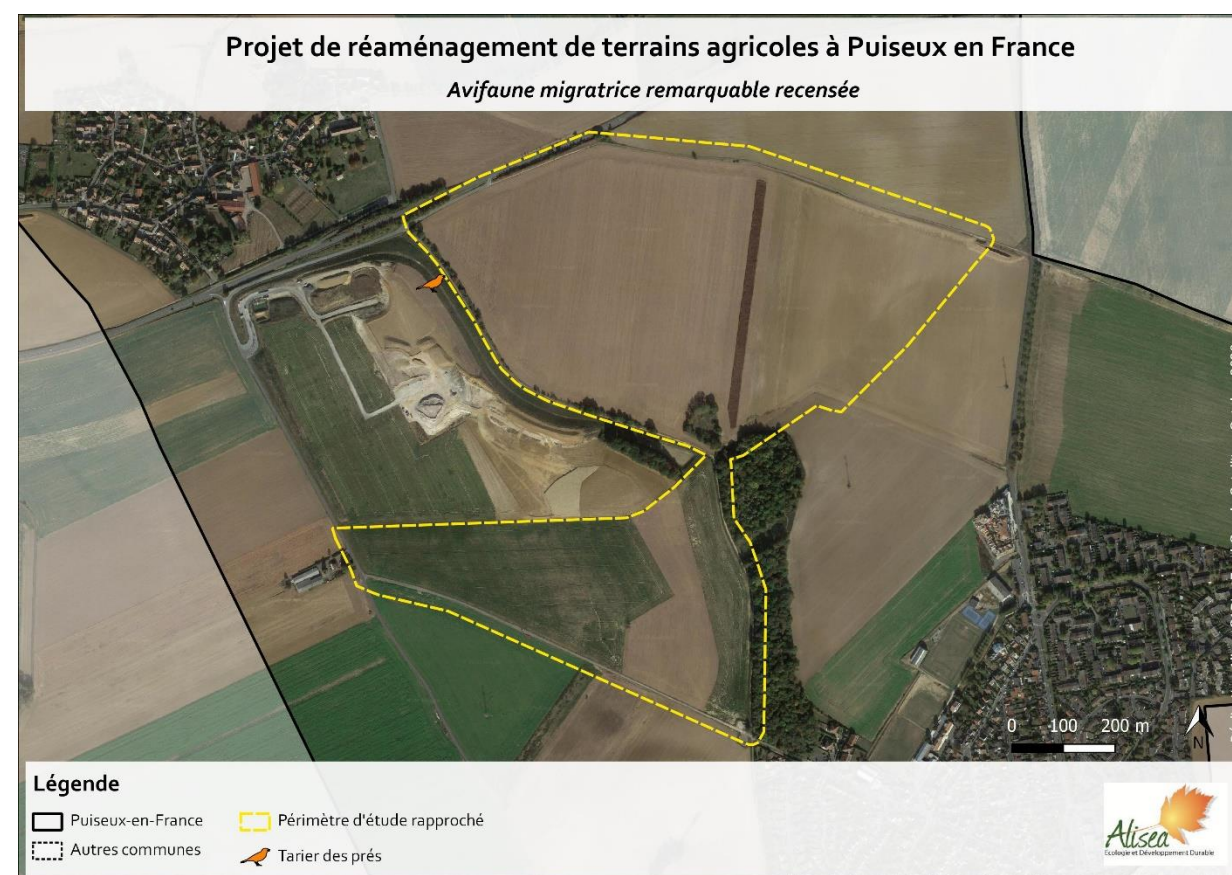 Projet de réaménagement de terrains agricoles à Puiseux en France
Avifaune migratrice remarquable recensée
0 100 200 m
N
Légende
Puiseux-en-France
Périmètre d'étude rapproché
Autres communes
Tarier des prés
Alisea
Ecologie et Développement Durable